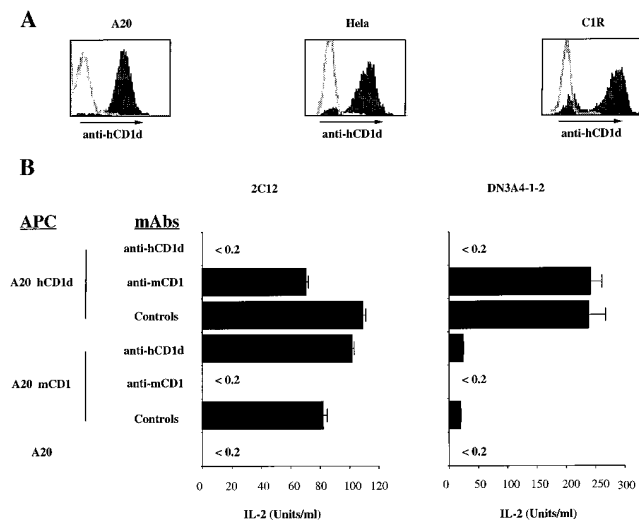 A
A20 Hela C1R
anti-hCD1d anti-hCD1d anti-hCD1d
B
2C12 DN3A4-1-2
APC mAbs
anti-hCD1d < 0.2 < 0.2
A20 hCD1d anti-mCD1
Controls
anti-hCD1d
A20 mCD1 anti-mCD1 < 0.2 < 0.2
Controls
A20 < 0.2 < 0.2
0 20 40 60 80 100 120 0 50 100 150 200 250 300
IL-2 (Units/ml) IL-2 (Units/ml)